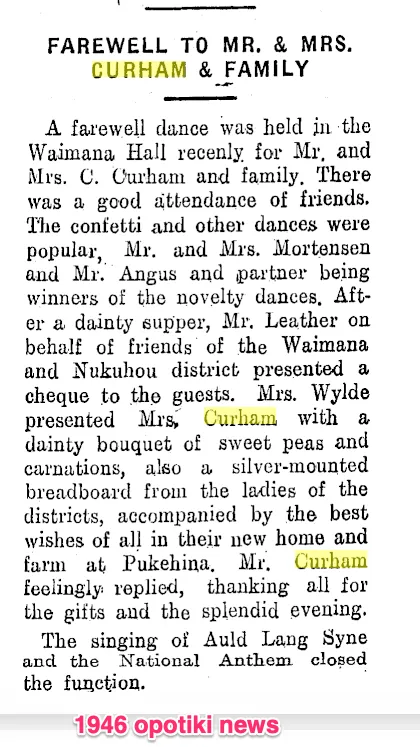 FAREWELL TO MR. & MRS.
CURHAM & FAMILY
A farewell dance was held in the
Waimana Hall recenly for Mr. and
Mrs. C. Curham and family. There
was a good attendance of friends.
The confetti and other dances were
popular, Mr. and Mrs. Mortensen
and Mr. Angus and partner being
winners of the novelty dances. Aft-
er a dainty supper, Mr. Leather on
behalf of friends of the Waimana
and Nukuhou district presented a
cheque to the guests. Mrs. Wylde
presented Mrs. Curham with a
dainty bouquet of sweet peas and
carnations, also a silver-mounted
breadboard from the ladies of the
districts, accompanied by the best
wishes of all in their new home and
farm at Pukehina. Mr. Curham
feelingly replied, thanking all for
the gifts and the splendid evening.
The singing of Auld Lang Syne
and the National Anthem closed
the function.
1946 opotiki news